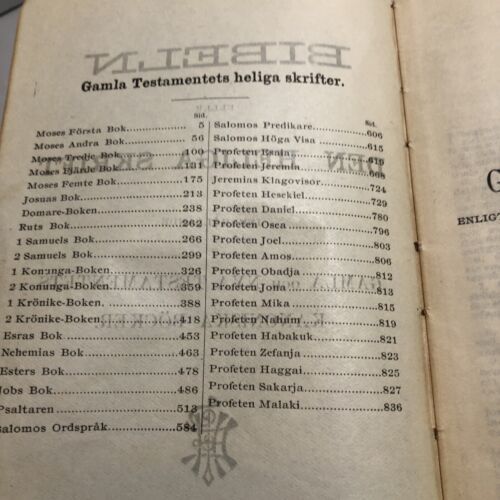 Gamla Testamentets heliga skrifter.
Sid.
Moses Första Bok 5
Moses Andra Bok 56
Moses Tredje Bok 100
Moses Fjärde Bok 131
Moses Femte Bok 175
Josuas Bok 213
Domare-Boken 238
Ruts Bok 262
1 Samuels Bok 266
2 Samuels Bok 299
1 Konunga-Boken 326
2 Konunga-Boken 359
1 Krönike-Boken 388
2 Krönike-Boken 418
Esras Bok 453
Nehemias Bok 463
Esters Bok 478
Jobs Bok 486
Psaltaren 513
Salomos Ordspråk 584
Sid.
Salomos Predikare 606
Salomos Höga Visa 615
Profeten Esaia 619
Profeten Jeremia 668
Jeremias Klagovisor 724
Profeten Hesekiel 729
Profeten Daniel 780
Profeten Osea 796
Profeten Joel 803
Profeten Amos 806
Profeten Obadja 812
Profeten Jona 813
Profeten Mika 815
Profeten Nahum 819
Profeten Habakuk 821
Profeten Zefanja 823
Profeten Haggai 825
Profeten Sakarja 827
Profeten Malaki 836
G
ENLIGT